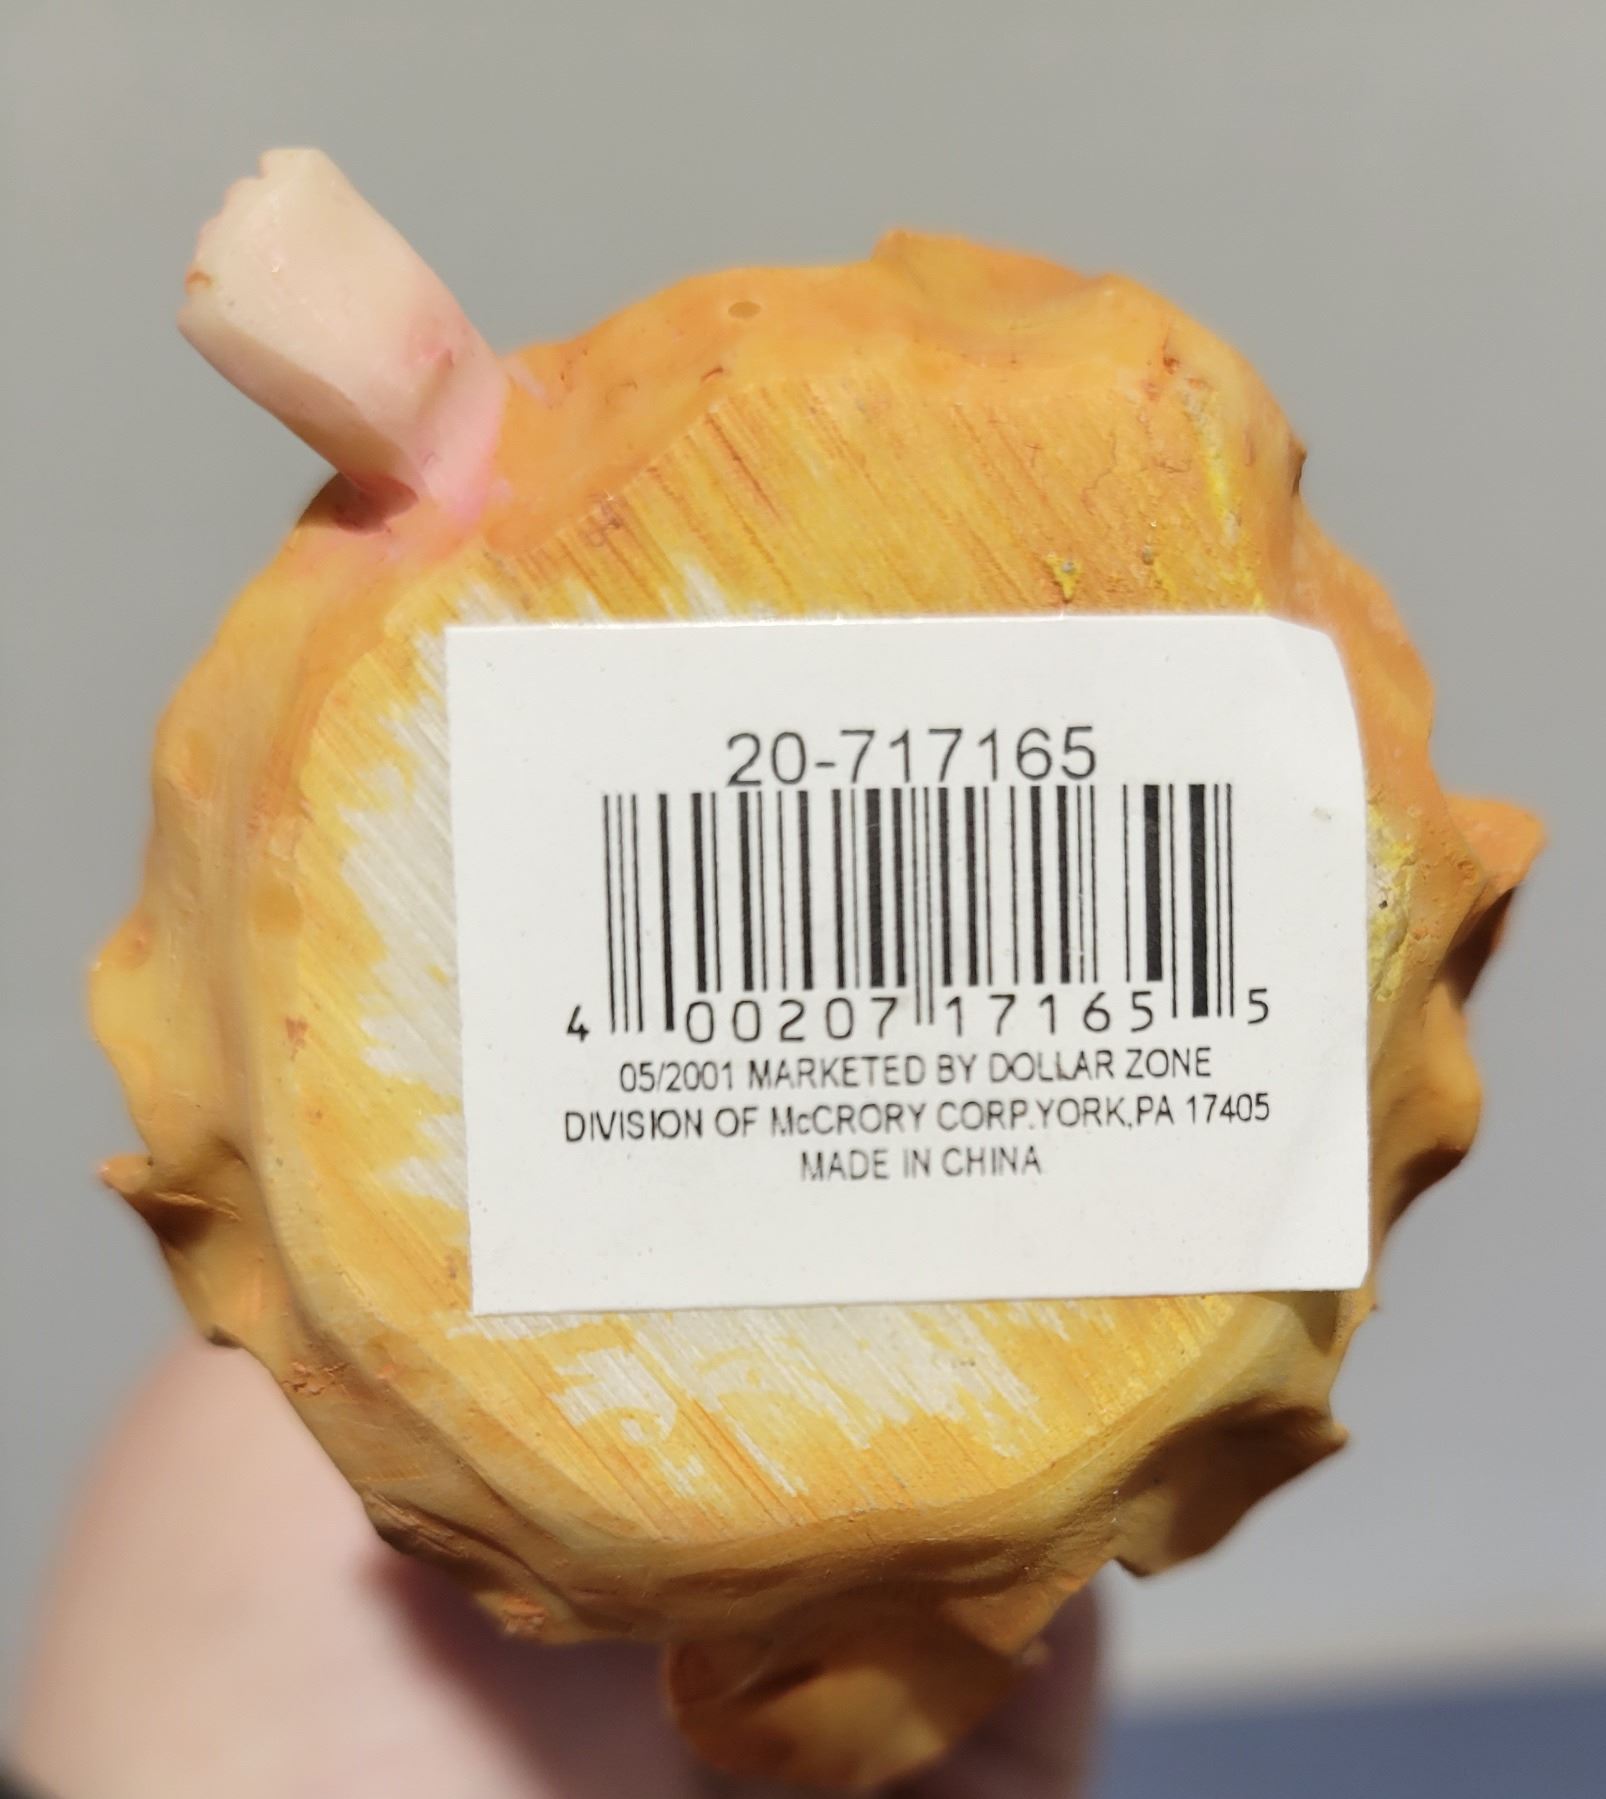 20-717165
4 00207 17165 5
05/2001 MARKETED BY DOLLAR ZONE
DIVISION OF McCRORY CORP.YORK,PA 17405
MADE IN CHINA